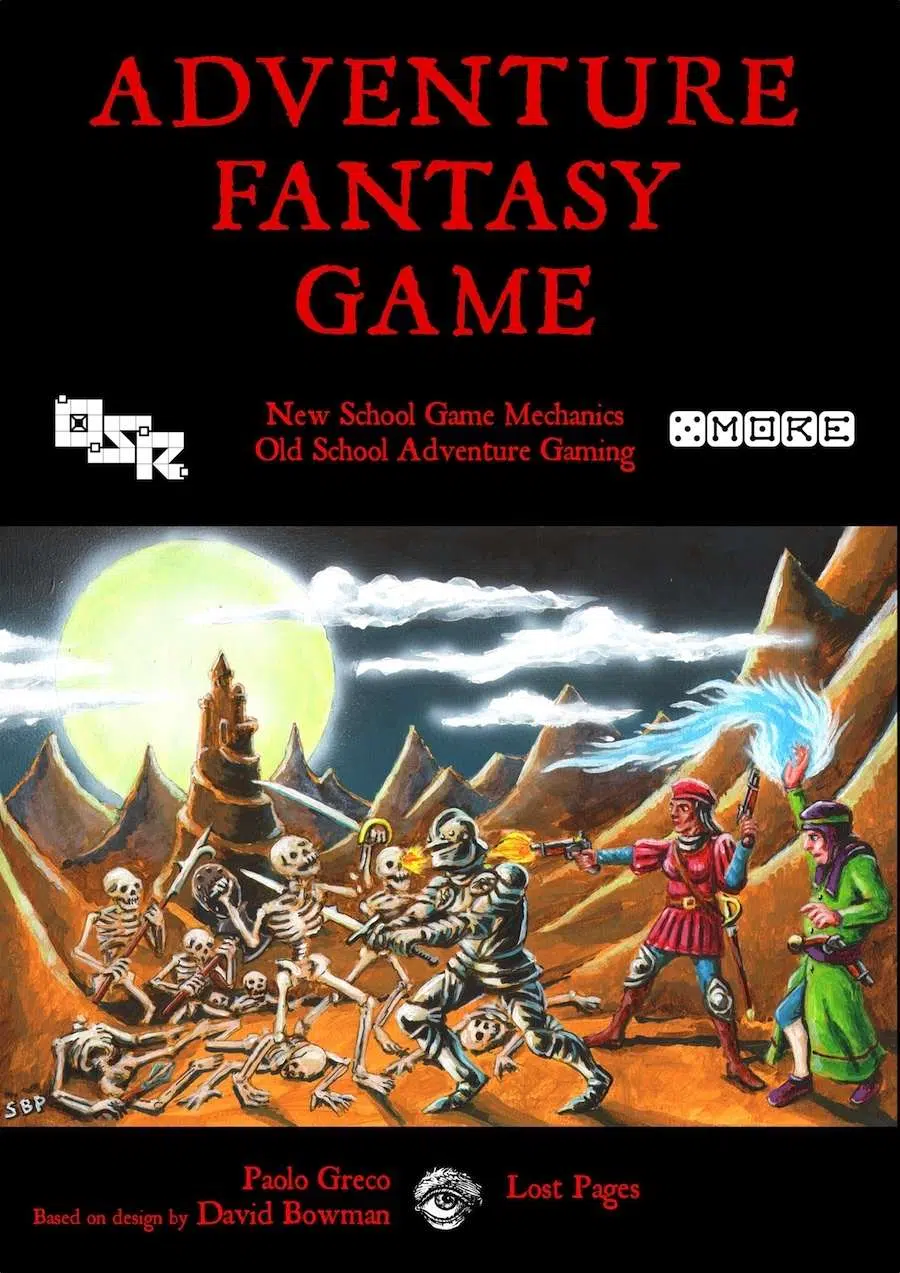 ADVENTURE
FANTASY
GAME
OSR
New School Game Mechanics
Old School Adventure Gaming
MORE
SBP
Paolo Greco
Based on design by David Bowman
Lost Pages